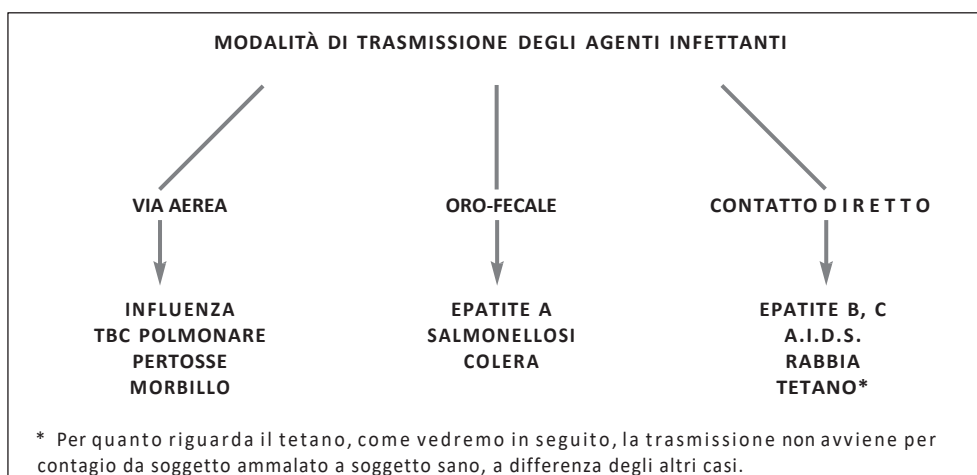 MODALITÀ DI TRASMISSIONE DEGLI AGENTI INFETTANTI
VIA AEREA
INFLUENZA
TBC POLMONARE
PERTOSSE
MORBILLO
ORO-FECALE
EPATITE A
SALMONELLOSI
COLERA
CONTATTO DIRETTO
EPATITE B, C
A.I.D.S.
RABBIA
TETANO*
* Per quanto riguarda il tetano, come vedremo in seguito, la trasmissione non avviene per
contagio da soggetto ammalato a soggetto sano, a differenza degli altri casi.